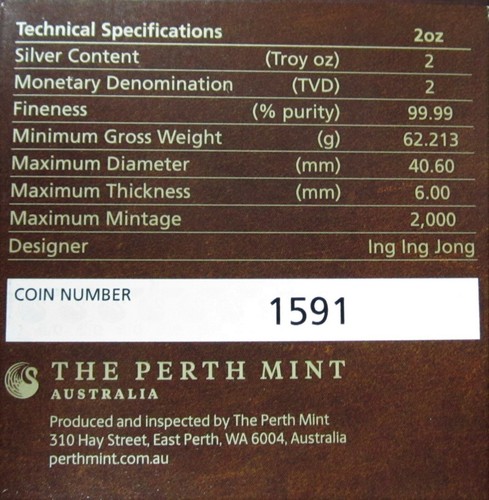 Technical Specifications 2oz
Silver Content (Troy oz) 2
Monetary Denomination (TVD) 2
Fineness (% purity) 99.99
Minimum Gross Weight (g) 62.213
Maximum Diameter (mm) 40.60
Maximum Thickness (mm) 6.00
Maximum Mintage 2,000
Designer Ing Ing Jong
COIN NUMBER 1591
THE PERTH MINT
AUSTRALIA
Produced and inspected by The Perth Mint
310 Hay Street, East Perth, WA 6004, Australia
perthmint.com.au